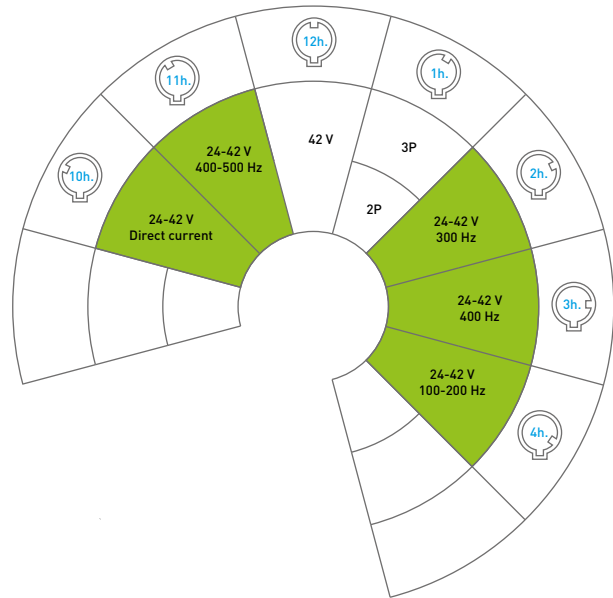 12h.
11h.
1h.
10h.
2h.
3h.
4h.
24-42 V
400-500 Hz
42 V
3P
2P
24-42 V
Direct current
24-42 V
300 Hz
24-42 V
400 Hz
24-42 V
100-200 Hz